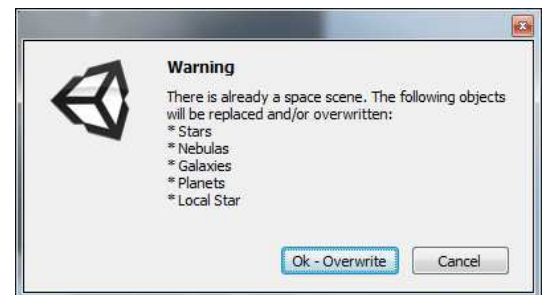 Warning
There is already a space scene. The following objects
will be replaced and/or overwritten:
* Stars
* Nebulas
* Galaxies
* Planets
* Local Star
Ok - Overwrite
Cancel